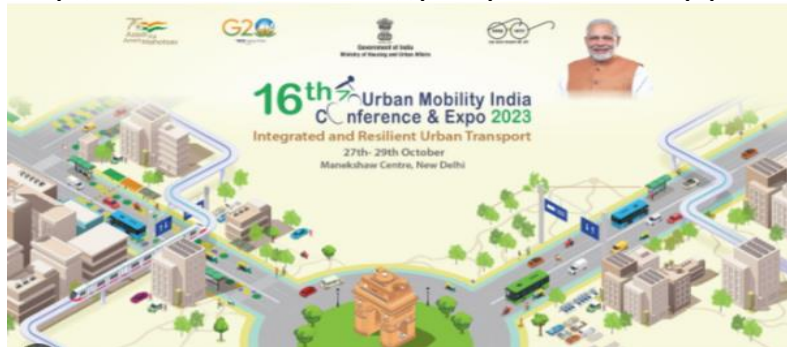 G20
Government of India
Ministry of Housing and Urban Affairs
16th Urban Mobility India
Conference & Expo 2023
Integrated and Resilient Urban Transport
27th- 29th October
Manekshaw Centre, New Delhi